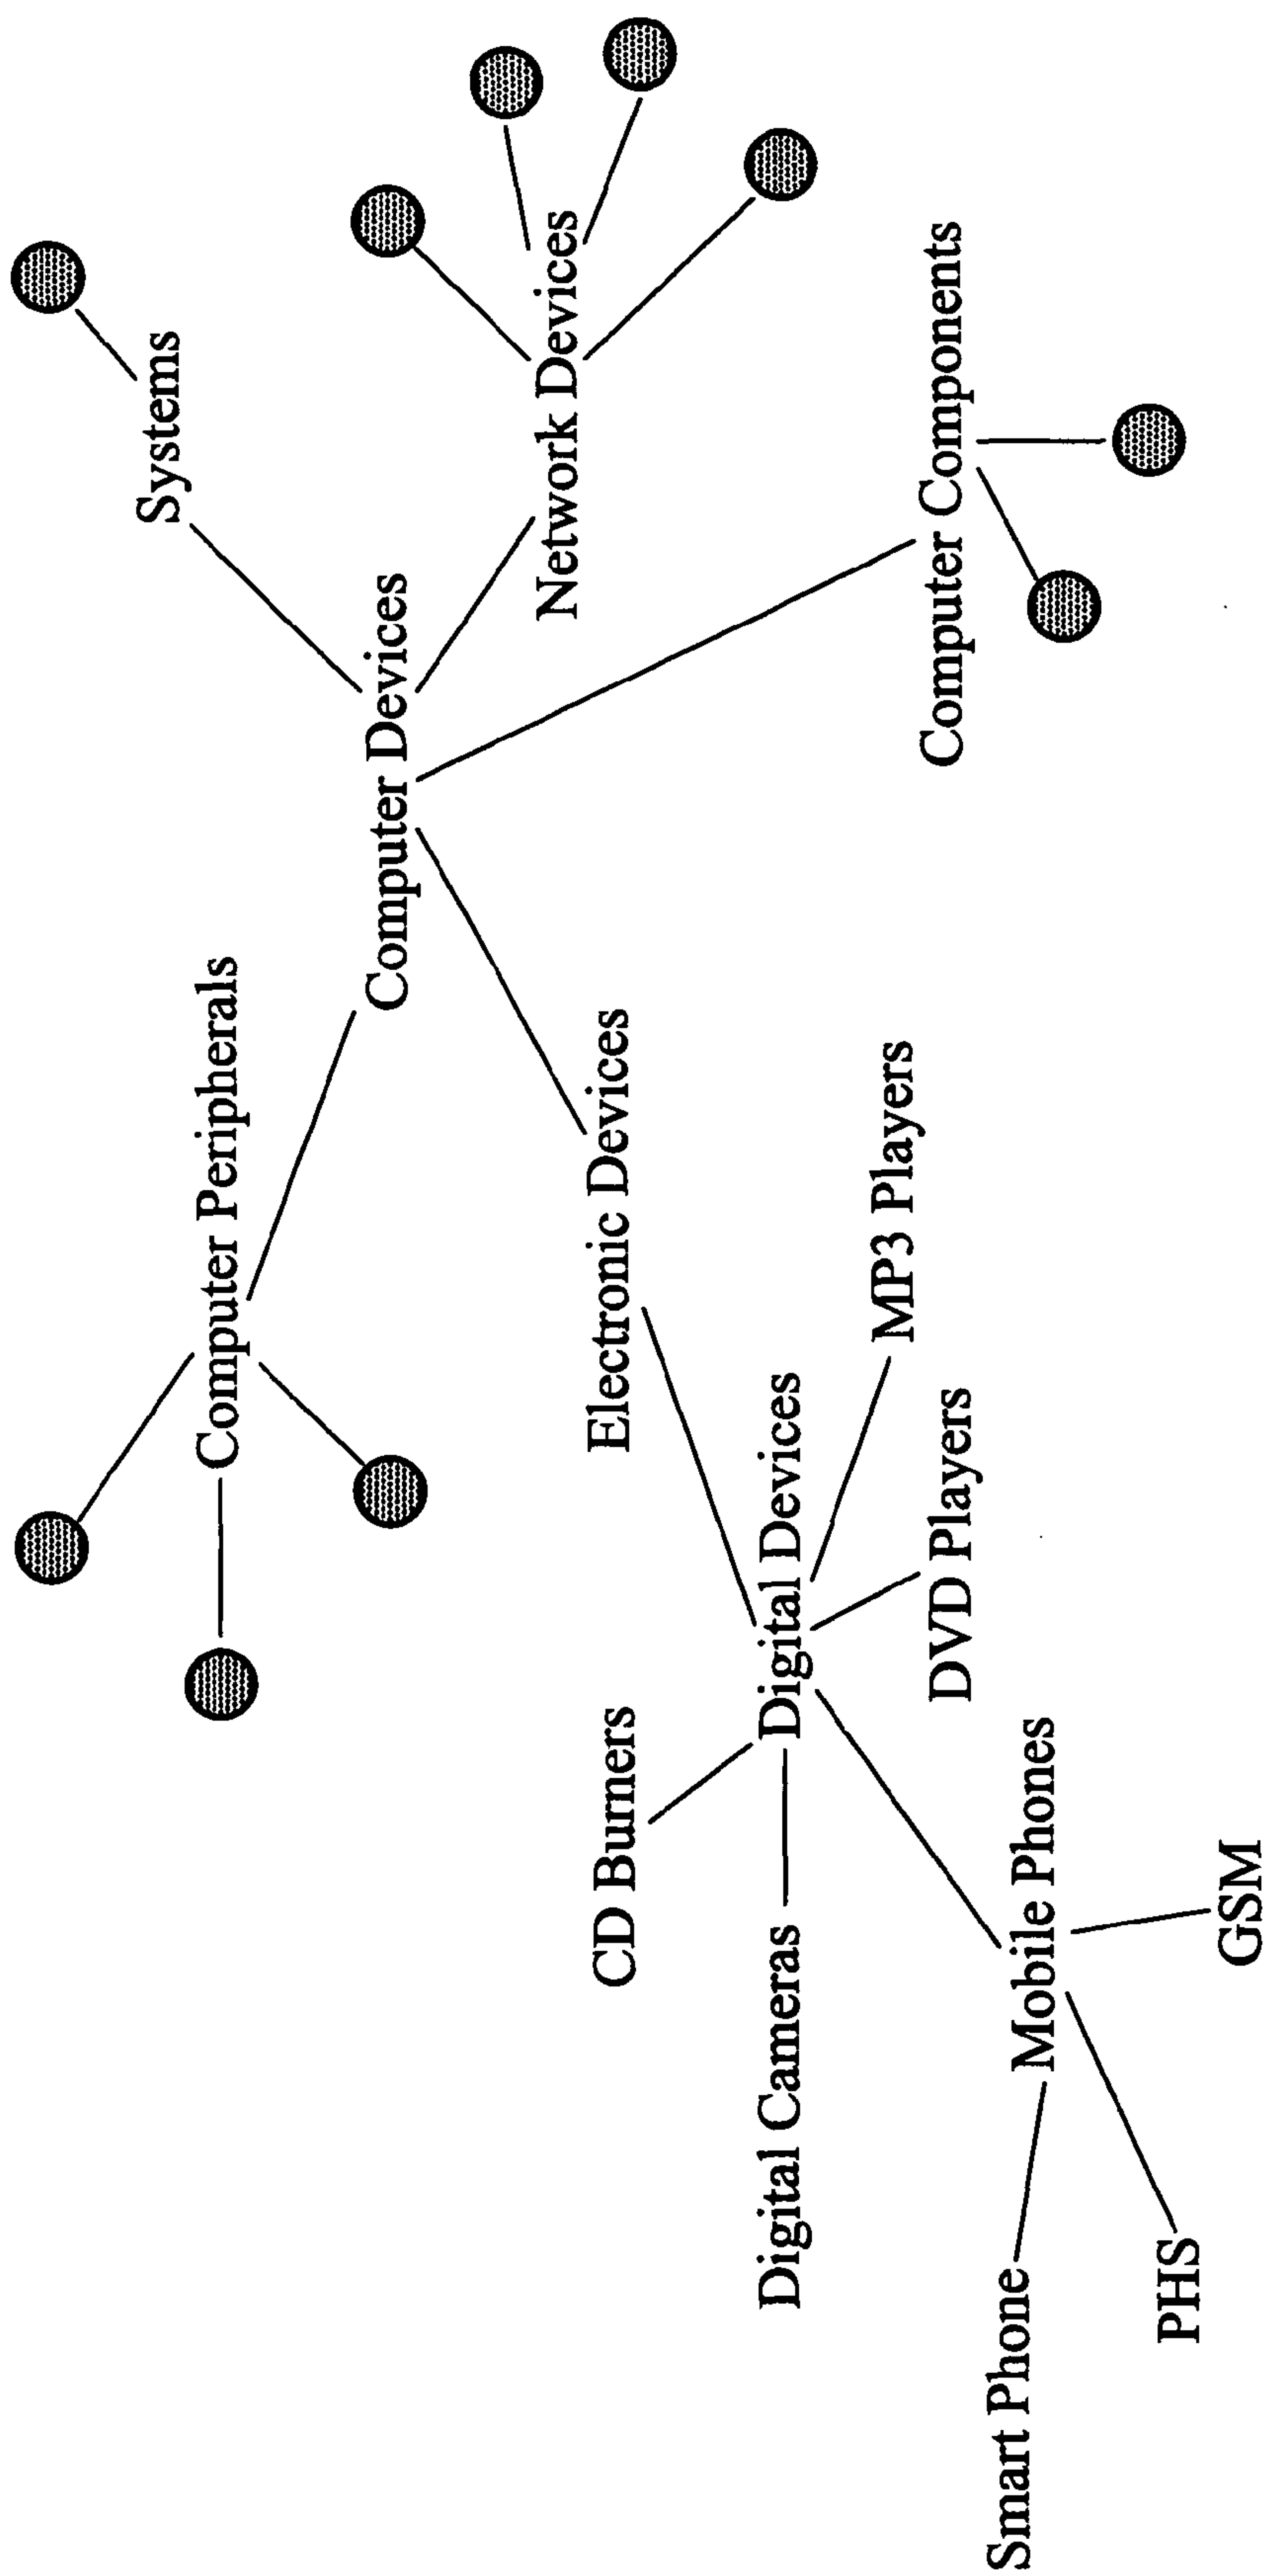 Systems
Computer Peripherals
Computer Devices
Network Devices
Electronic Devices
CD Burners
Digital Devices
Digital Cameras
MP3 Players
DVD Players
Computer Components
Mobile Phones
Smart Phone
PHS
GSM